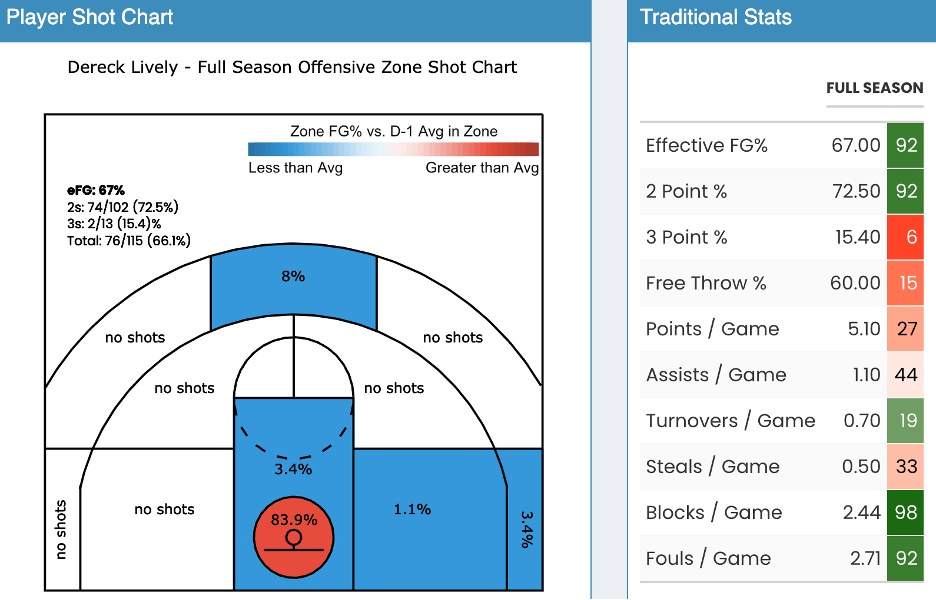 Player Shot Chart
Dereck Lively - Full Season Offensive Zone Shot Chart
Zone FG% vs. D-1 Avg in Zone
Less than Avg
Greater than Avg
eFG: 67%
2s: 74/102 (72.5%)
3s: 2/13 (15.4)%
Total: 76/115 (66.1%)
8%
no shots
no shots
no shots
no shots
3.4%
no shots
no shots
83.9%
1.1%
3.4%
Traditional Stats
FULL SEASON
Effective FG% 67.00 92
2 Point % 72.50 92
3 Point % 15.40 6
Free Throw % 60.00 15
Points / Game 5.10 27
Assists / Game 1.10 44
Turnovers / Game 0.70 19
Steals / Game 0.50 33
Blocks / Game 2.44 98
Fouls / Game 2.71 92